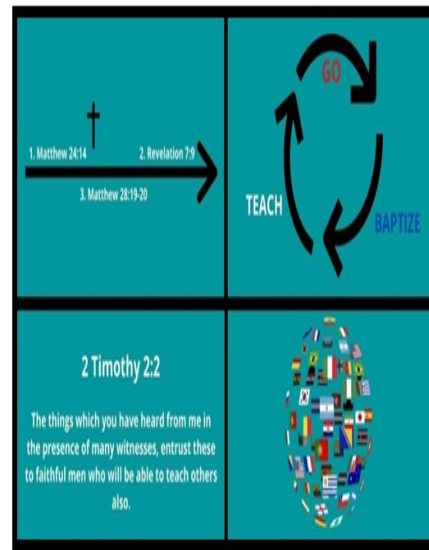 1. Matthew 24:14
2. Revelation 7:9
3. Matthew 28:19-20
GO
TEACH
BAPTIZE
2 Timothy 2:2
The things which you have heard from me in
the presence of many witnesses, entrust these
to faithful men who will be able to teach others
also.